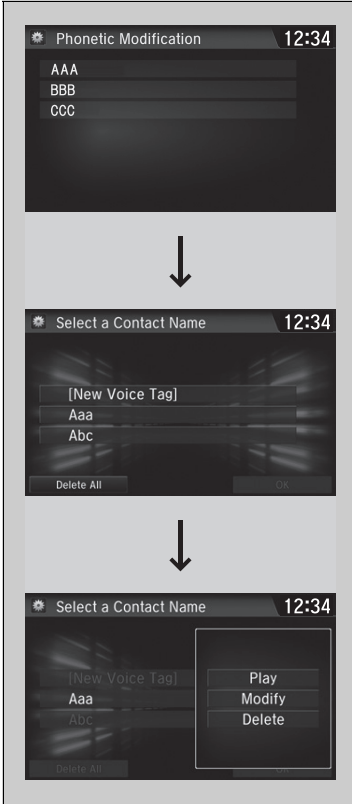 Phonetic Modification 12:34
AAA
BBB
CCC
Select a Contact Name 12:34
[New Voice Tag]
Aaa
Abc
Delete All OK
Select a Contact Name 12:34
[New Voice Tag] Play
Aaa Modify
Abc Delete
Delete All OK